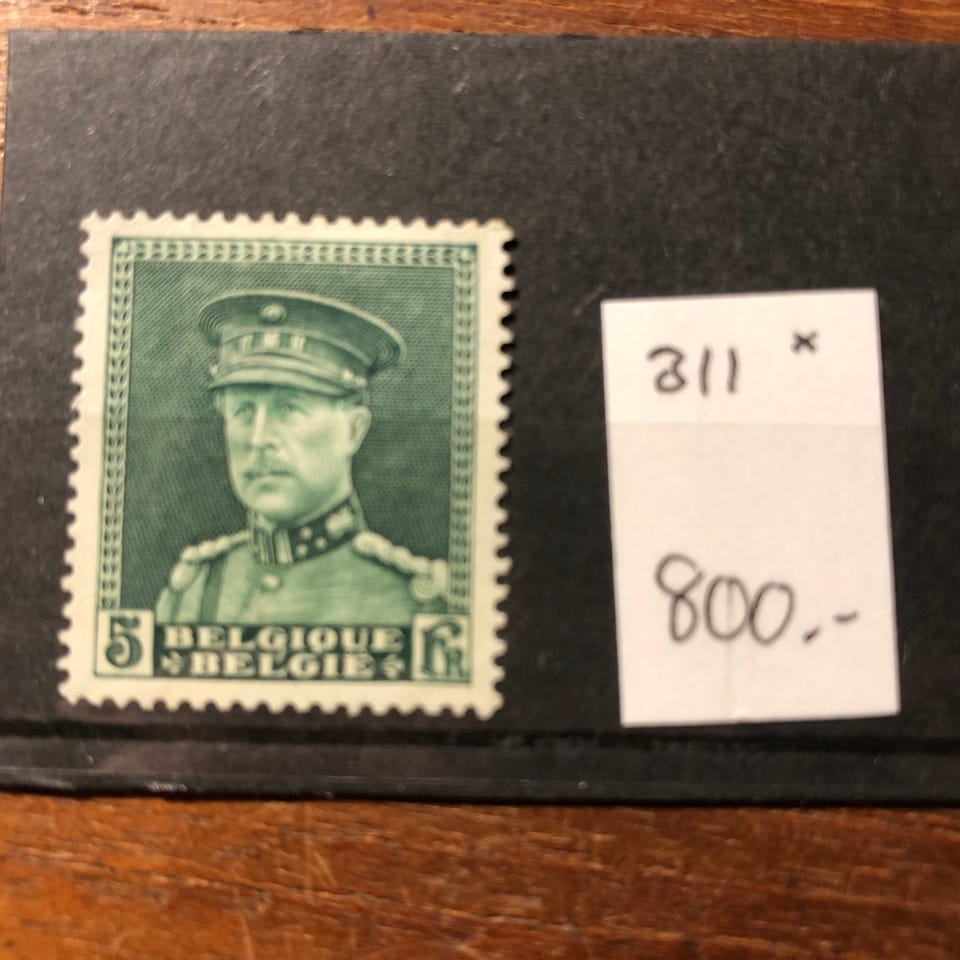 5 BELGIQUE FR
BELGIE
311 *
800.-